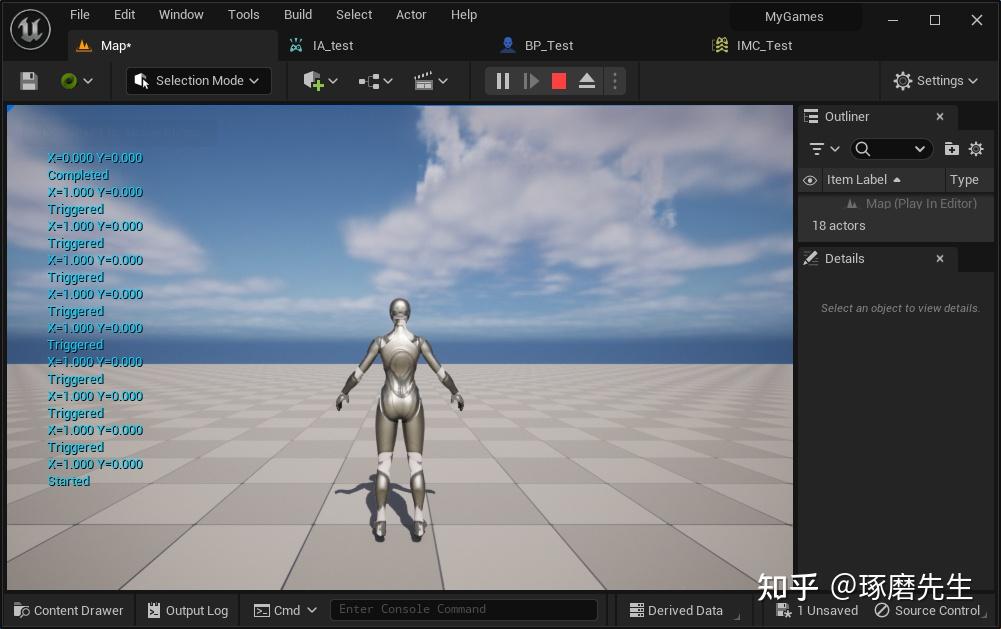 File Edit Window Tools Build Select Actor Help MyGames
Map* IA_test BP_Test IMC_Test
Selection Mode Settings
Outliner
Item Label Type
Map (Play In Editor)
18 actors
Details
Select an object to view details.
X=0.000 Y=0.000
Completed
X=1.000 Y=0.000
Triggered
X=1.000 Y=0.000
Triggered
X=1.000 Y=0.000
Triggered
X=1.000 Y=0.000
Triggered
X=1.000 Y=0.000
Triggered
X=1.000 Y=0.000
Triggered
X=1.000 Y=0.000
Triggered
X=1.000 Y=0.000
Triggered
X=1.000 Y=0.000
Started
知乎 @琢磨先生
Content Drawer Output Log Cmd Enter Console Command Derived Data 1 Unsaved Source Control